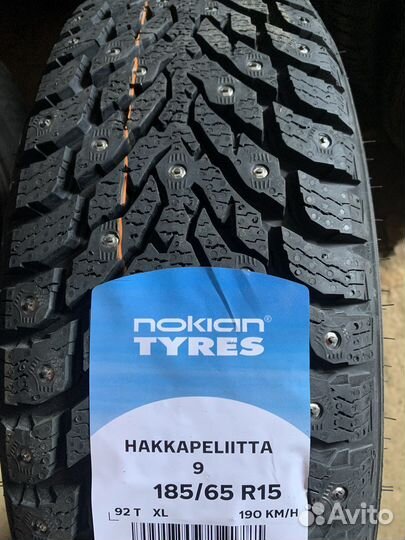 nokian®
TYRES
HAKKAPELIITTA
9
185/65 R15
92 T XL 190 KM/H
Avito